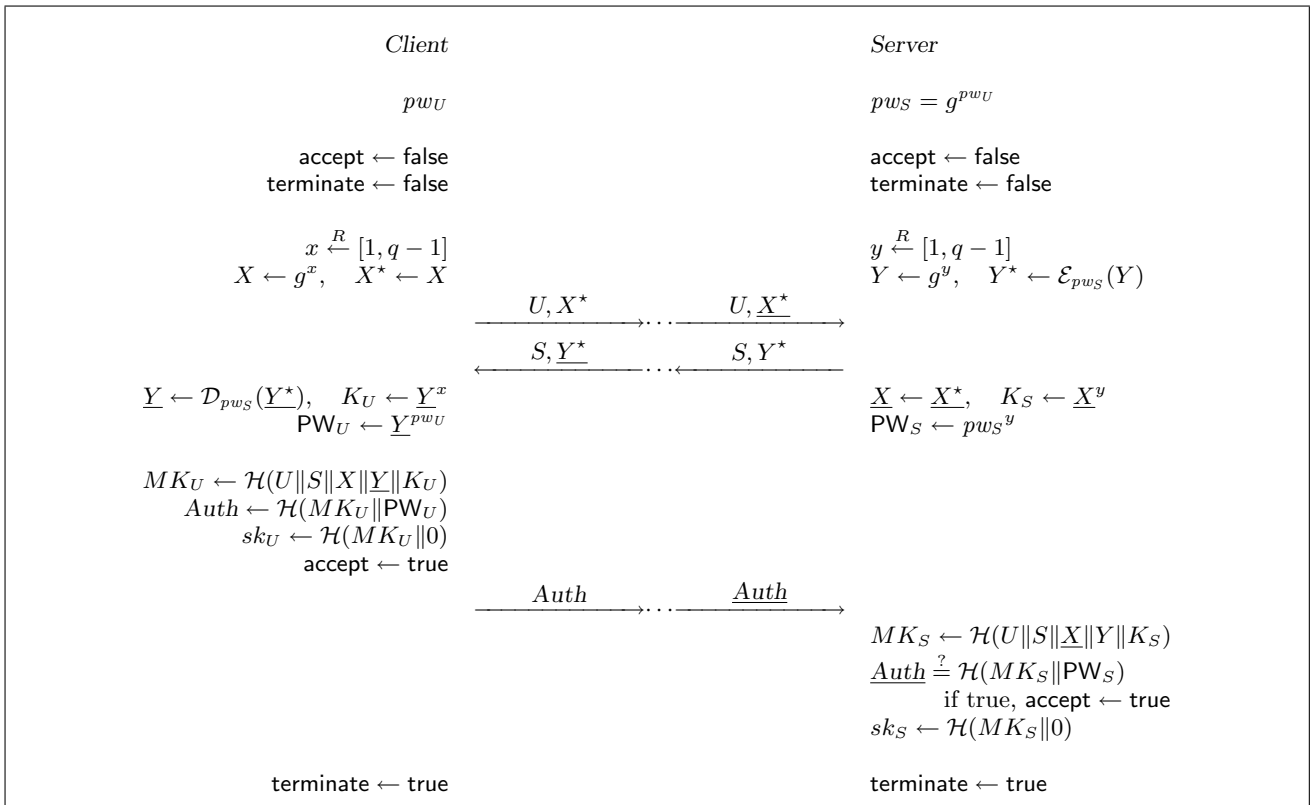 Client Server
pw_U pw_S = g^{pw_U}
accept ← false accept ← false
terminate ← false terminate ← false
x ←^R [1, q − 1] y ←^R [1, q − 1]
X ← g^x, X^⋆ ← X Y ← g^y, Y^⋆ ← ℰ_{pw_S}(Y)
U, X^⋆ ⋯ U, <u>X^⋆</u>
S, <u>Y^⋆</u> ⋯ S, Y^⋆
<u>Y</u> ← 𝒟_{pw_S}(<u>Y^⋆</u>), K_U ← <u>Y</u>^x <u>X</u> ← <u>X^⋆</u>, K_S ← <u>X</u>^y
PW_U ← <u>Y</u>^{pw_U} PW_S ← pw_S^y
MK_U ← ℋ(U‖S‖X‖<u>Y</u>‖K_U)
Auth ← ℋ(MK_U‖PW_U)
sk_U ← ℋ(MK_U‖0)
accept ← true
Auth ⋯ <u>Auth</u>
MK_S ← ℋ(U‖S‖<u>X</u>‖Y‖K_S)
<u>Auth</u> =^? ℋ(MK_S‖PW_S)
if true, accept ← true
sk_S ← ℋ(MK_S‖0)
terminate ← true terminate ← true